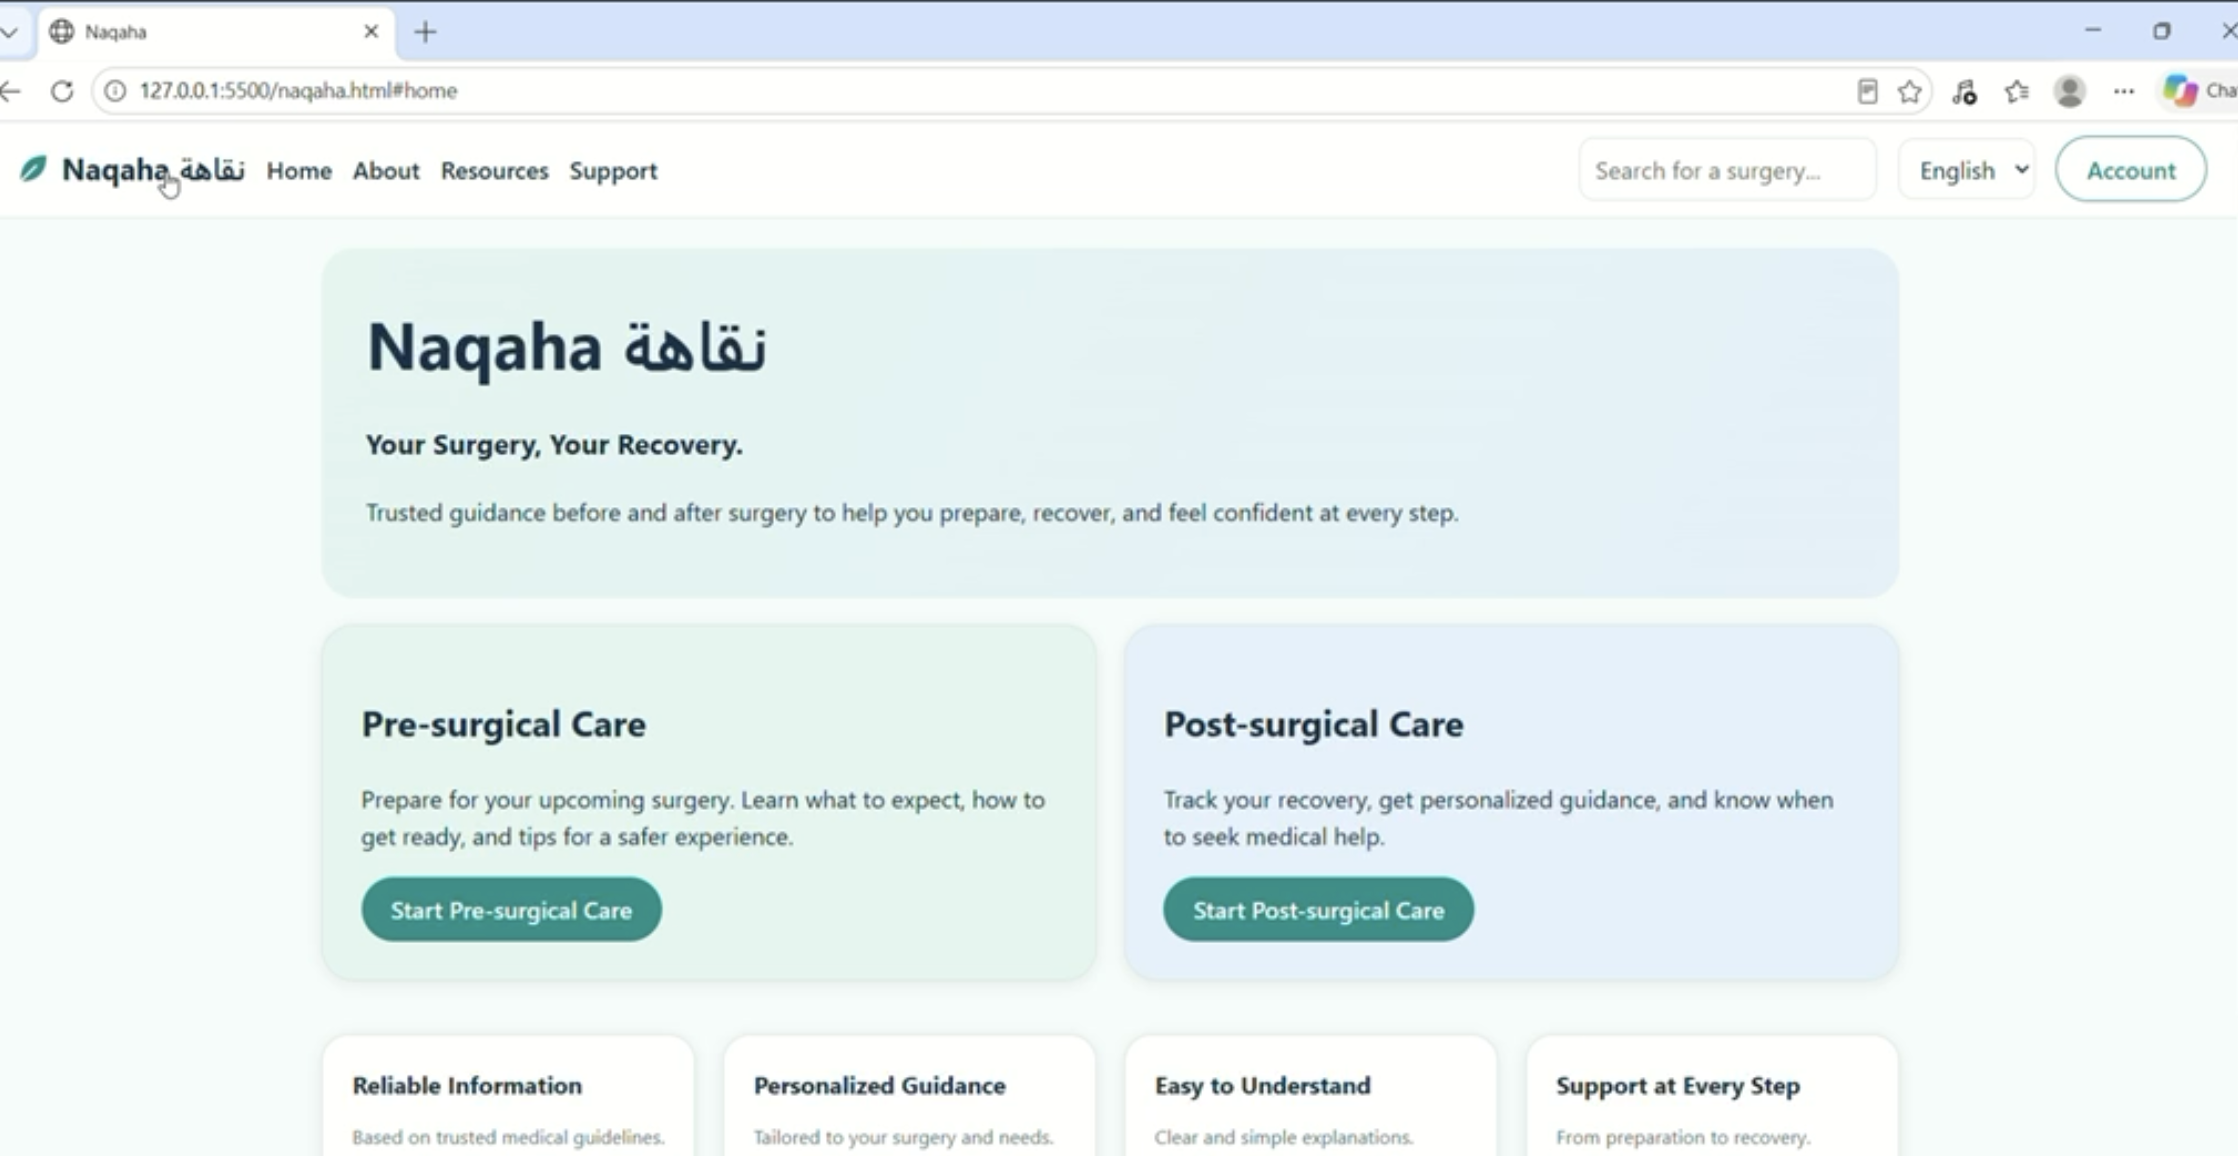 Naqaha
127.0.0.1:5500/naqaha.html#home
Naqaha نقاهة Home About Resources Support Search for a surgery... English Account
Naqaha نقاهة
Your Surgery, Your Recovery.
Trusted guidance before and after surgery to help you prepare, recover, and feel confident at every step.
Pre-surgical Care
Prepare for your upcoming surgery. Learn what to expect, how to
get ready, and tips for a safer experience.
Start Pre-surgical Care
Post-surgical Care
Track your recovery, get personalized guidance, and know when
to seek medical help.
Start Post-surgical Care
Reliable Information
Based on trusted medical guidelines.
Personalized Guidance
Tailored to your surgery and needs.
Easy to Understand
Clear and simple explanations.
Support at Every Step
From preparation to recovery.